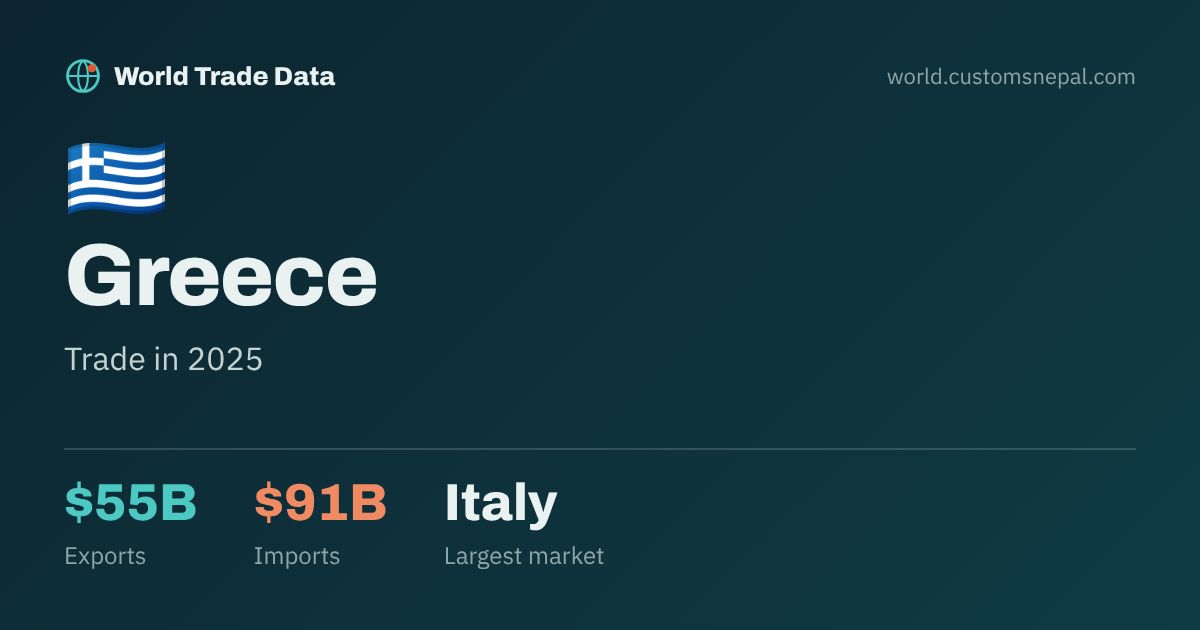 World Trade Data
world.customsnepal.com
Greece
Trade in 2025
$55B
Exports
$91B
Imports
Italy
Largest market